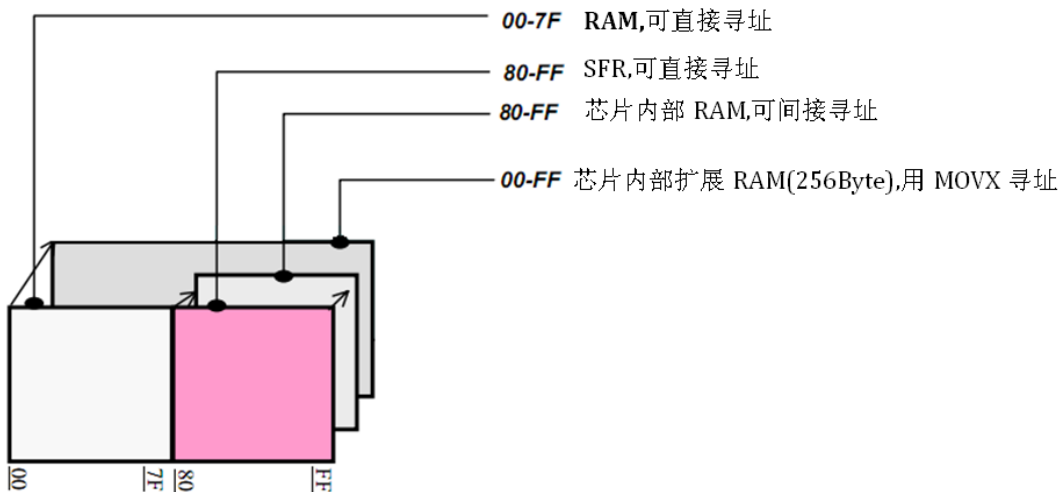 00-7F RAM,可直接寻址
80-FF SFR,可直接寻址
80-FF 芯片内部 RAM,可间接寻址
00-FF 芯片内部扩展 RAM(256Byte),用 MOVX 寻址
00 7F 80 FF